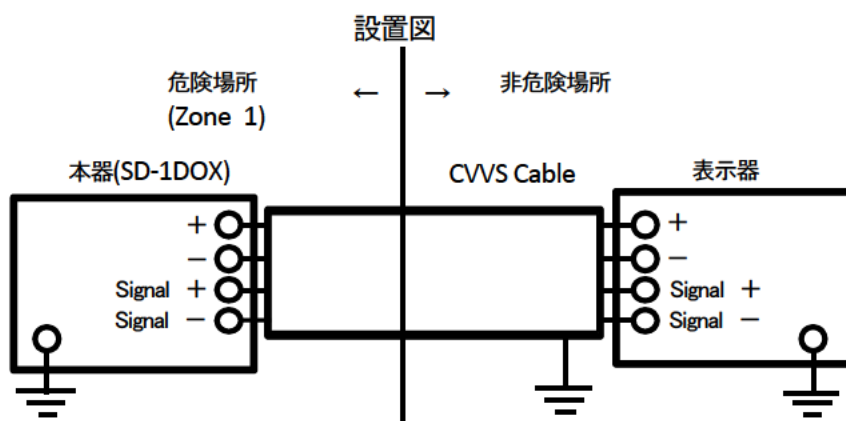 設置図
危険場所
(Zone 1)
← →
非危険場所
本器(SD-1DOX)
CVVS Cable
表示器
+
−
Signal +
Signal −
+
−
Signal +
Signal −